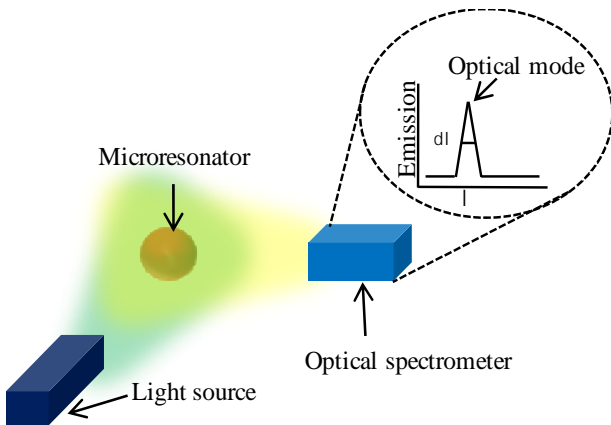 Optical mode
Emission
dl
l
Microresonator
Optical spectrometer
Light source